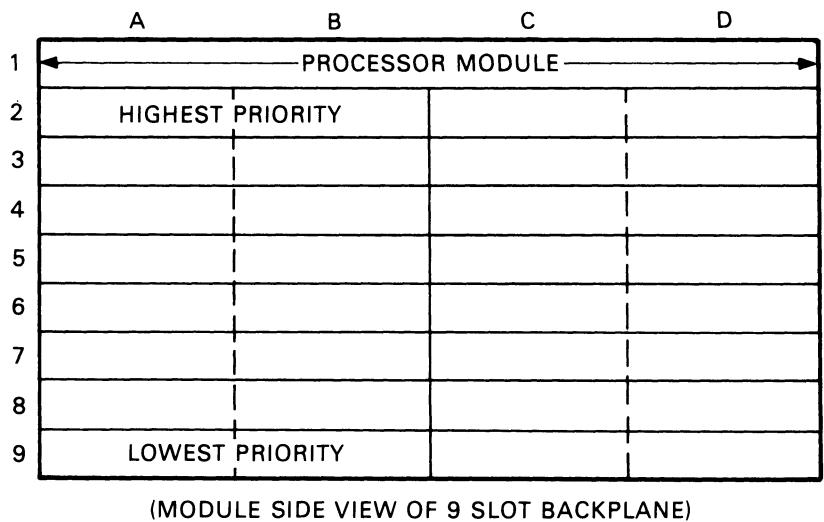 A B C D
1 PROCESSOR MODULE
2 HIGHEST PRIORITY
3
4
5
6
7
8
9 LOWEST PRIORITY
(MODULE SIDE VIEW OF 9 SLOT BACKPLANE)